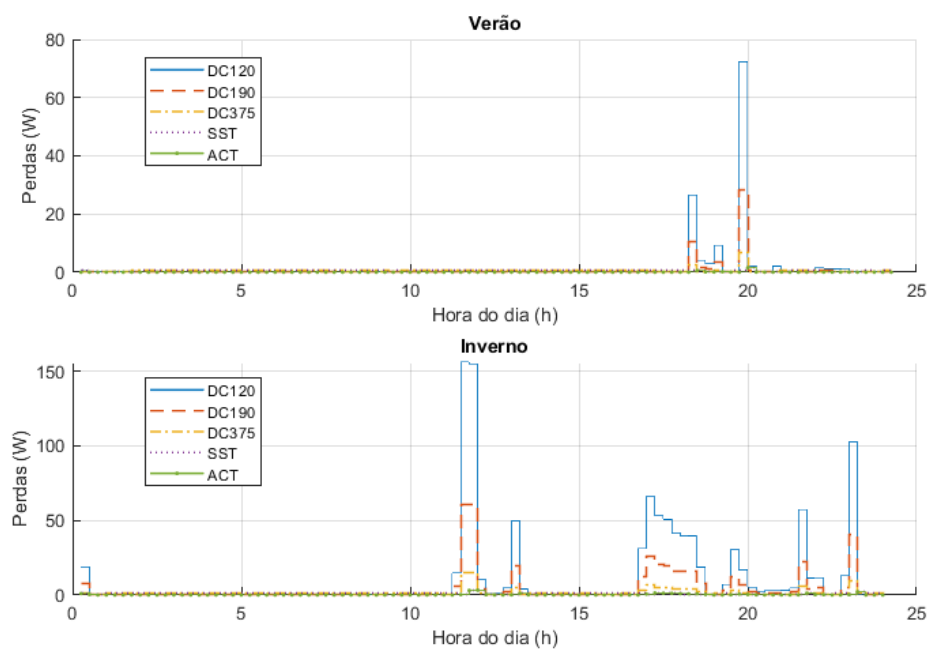 Verão
80
60
40
20
0
Perdas (W)
DC120
DC190
DC375
SST
ACT
0 5 10 15 20 25
Hora do dia (h)
Inverno
150
100
50
0
Perdas (W)
DC120
DC190
DC375
SST
ACT
0 5 10 15 20 25
Hora do dia (h)